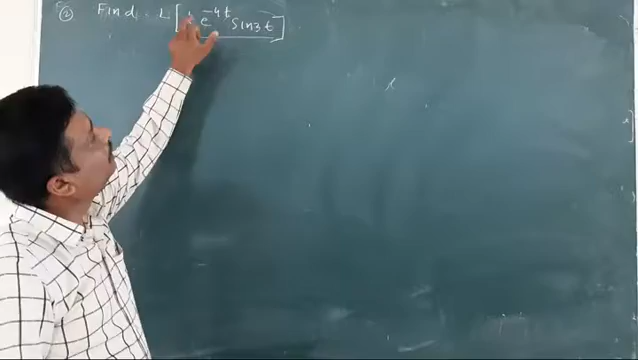 ② Find L[t e^{-4t} sin3t]